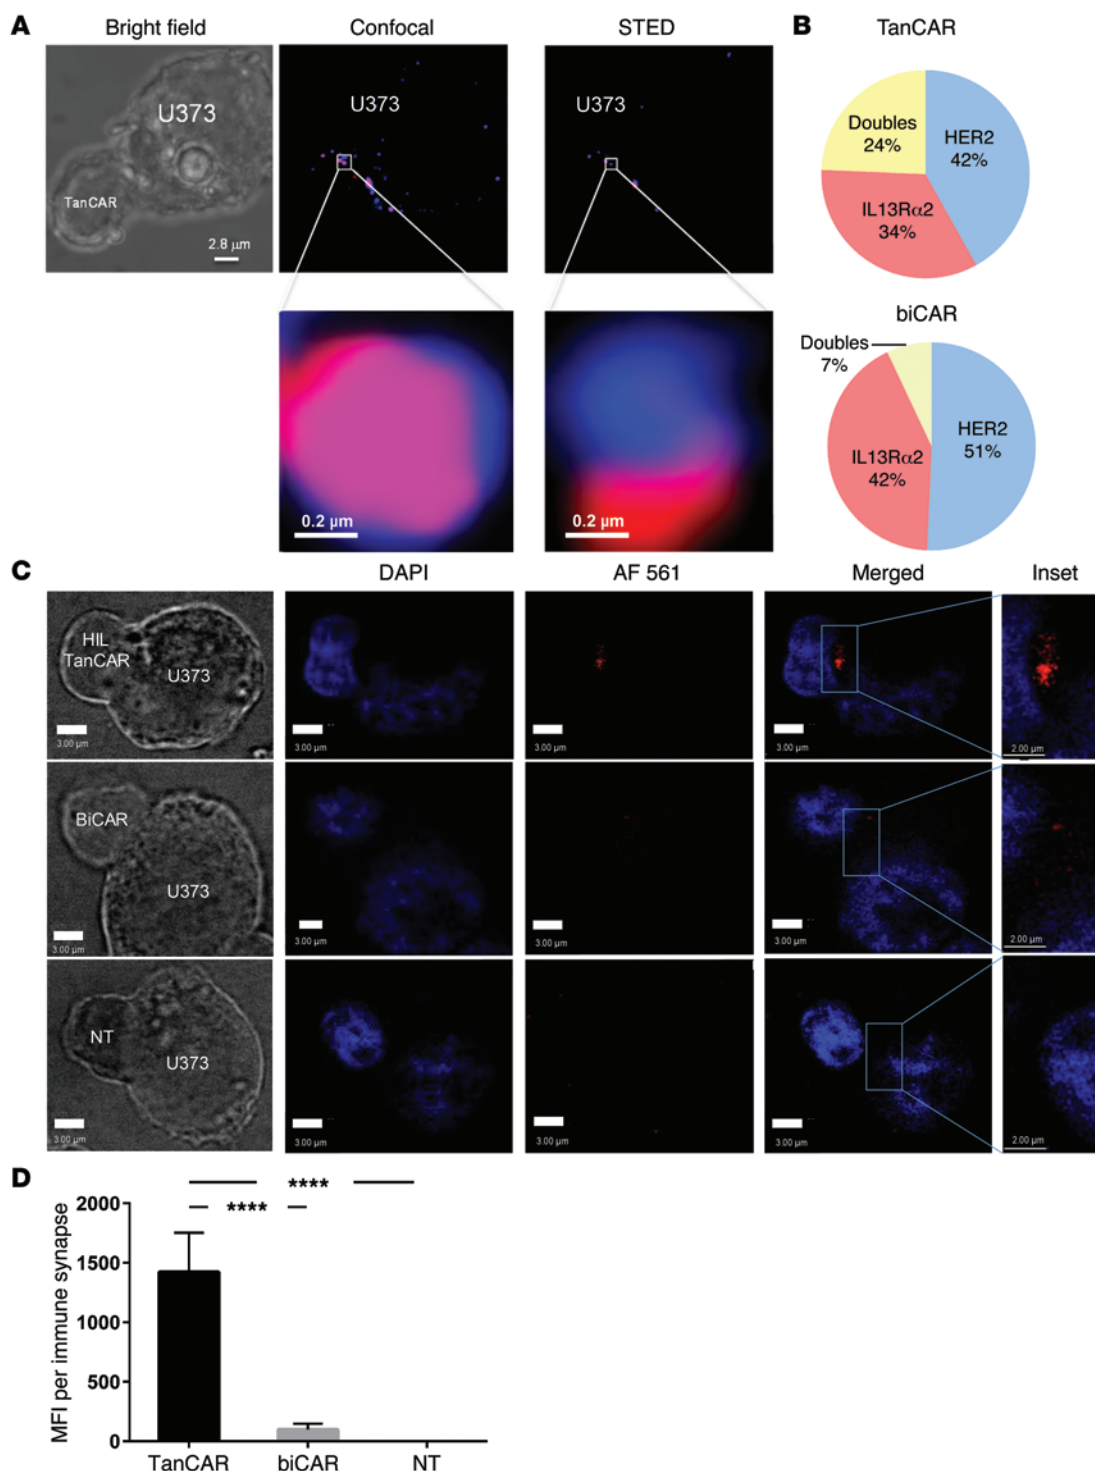 A
Bright field
Confocal
STED
U373
TanCAR
2.8 µm
U373
U373
0.2 µm
0.2 µm
B
TanCAR
Doubles
24%
HER2
42%
IL13Rα2
34%
biCAR
Doubles
7%
HER2
51%
IL13Rα2
42%
C
DAPI
AF 561
Merged
Inset
HIL
TanCAR
U373
3.00 µm
3.00 µm
3.00 µm
3.00 µm
2.00 µm
BiCAR
U373
3.00 µm
3.00 µm
3.00 µm
3.00 µm
2.00 µm
NT
U373
3.00 µm
3.00 µm
3.00 µm
3.00 µm
2.00 µm
D
****
****
MFI per immune synapse
2000
1500
1000
500
0
TanCAR
biCAR
NT